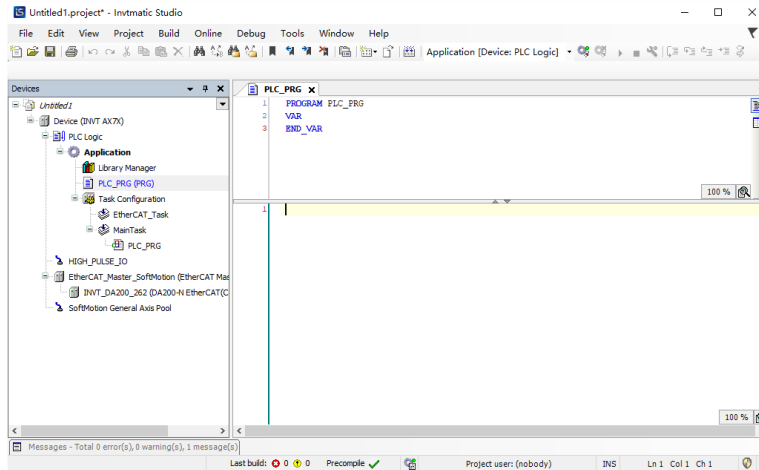 Untitled1.project* - Invtmatic Studio
File Edit View Project Build Online Debug Tools Window Help
Application [Device: PLC Logic]
Devices
PLC_PRG
Untitled1
Device (INVT AX7X)
PLC Logic
Application
Library Manager
PLC_PRG (PRG)
Task Configuration
EtherCAT_Task
MainTask
PLC_PRG
HIGH_PULSE_IO
EtherCAT_Master_SoftMotion (EtherCAT Mas
INVT_DA200_262 (DA200-N EtherCAT(C
SoftMotion General Axis Pool
1 PROGRAM PLC_PRG
2 VAR
3 END_VAR
100 %
1
100 %
Messages - Total 0 error(s), 0 warning(s), 1 message(s)
Last build: 0 0 Precompile Project user: (nobody) INS Ln 1 Col 1 Ch 1